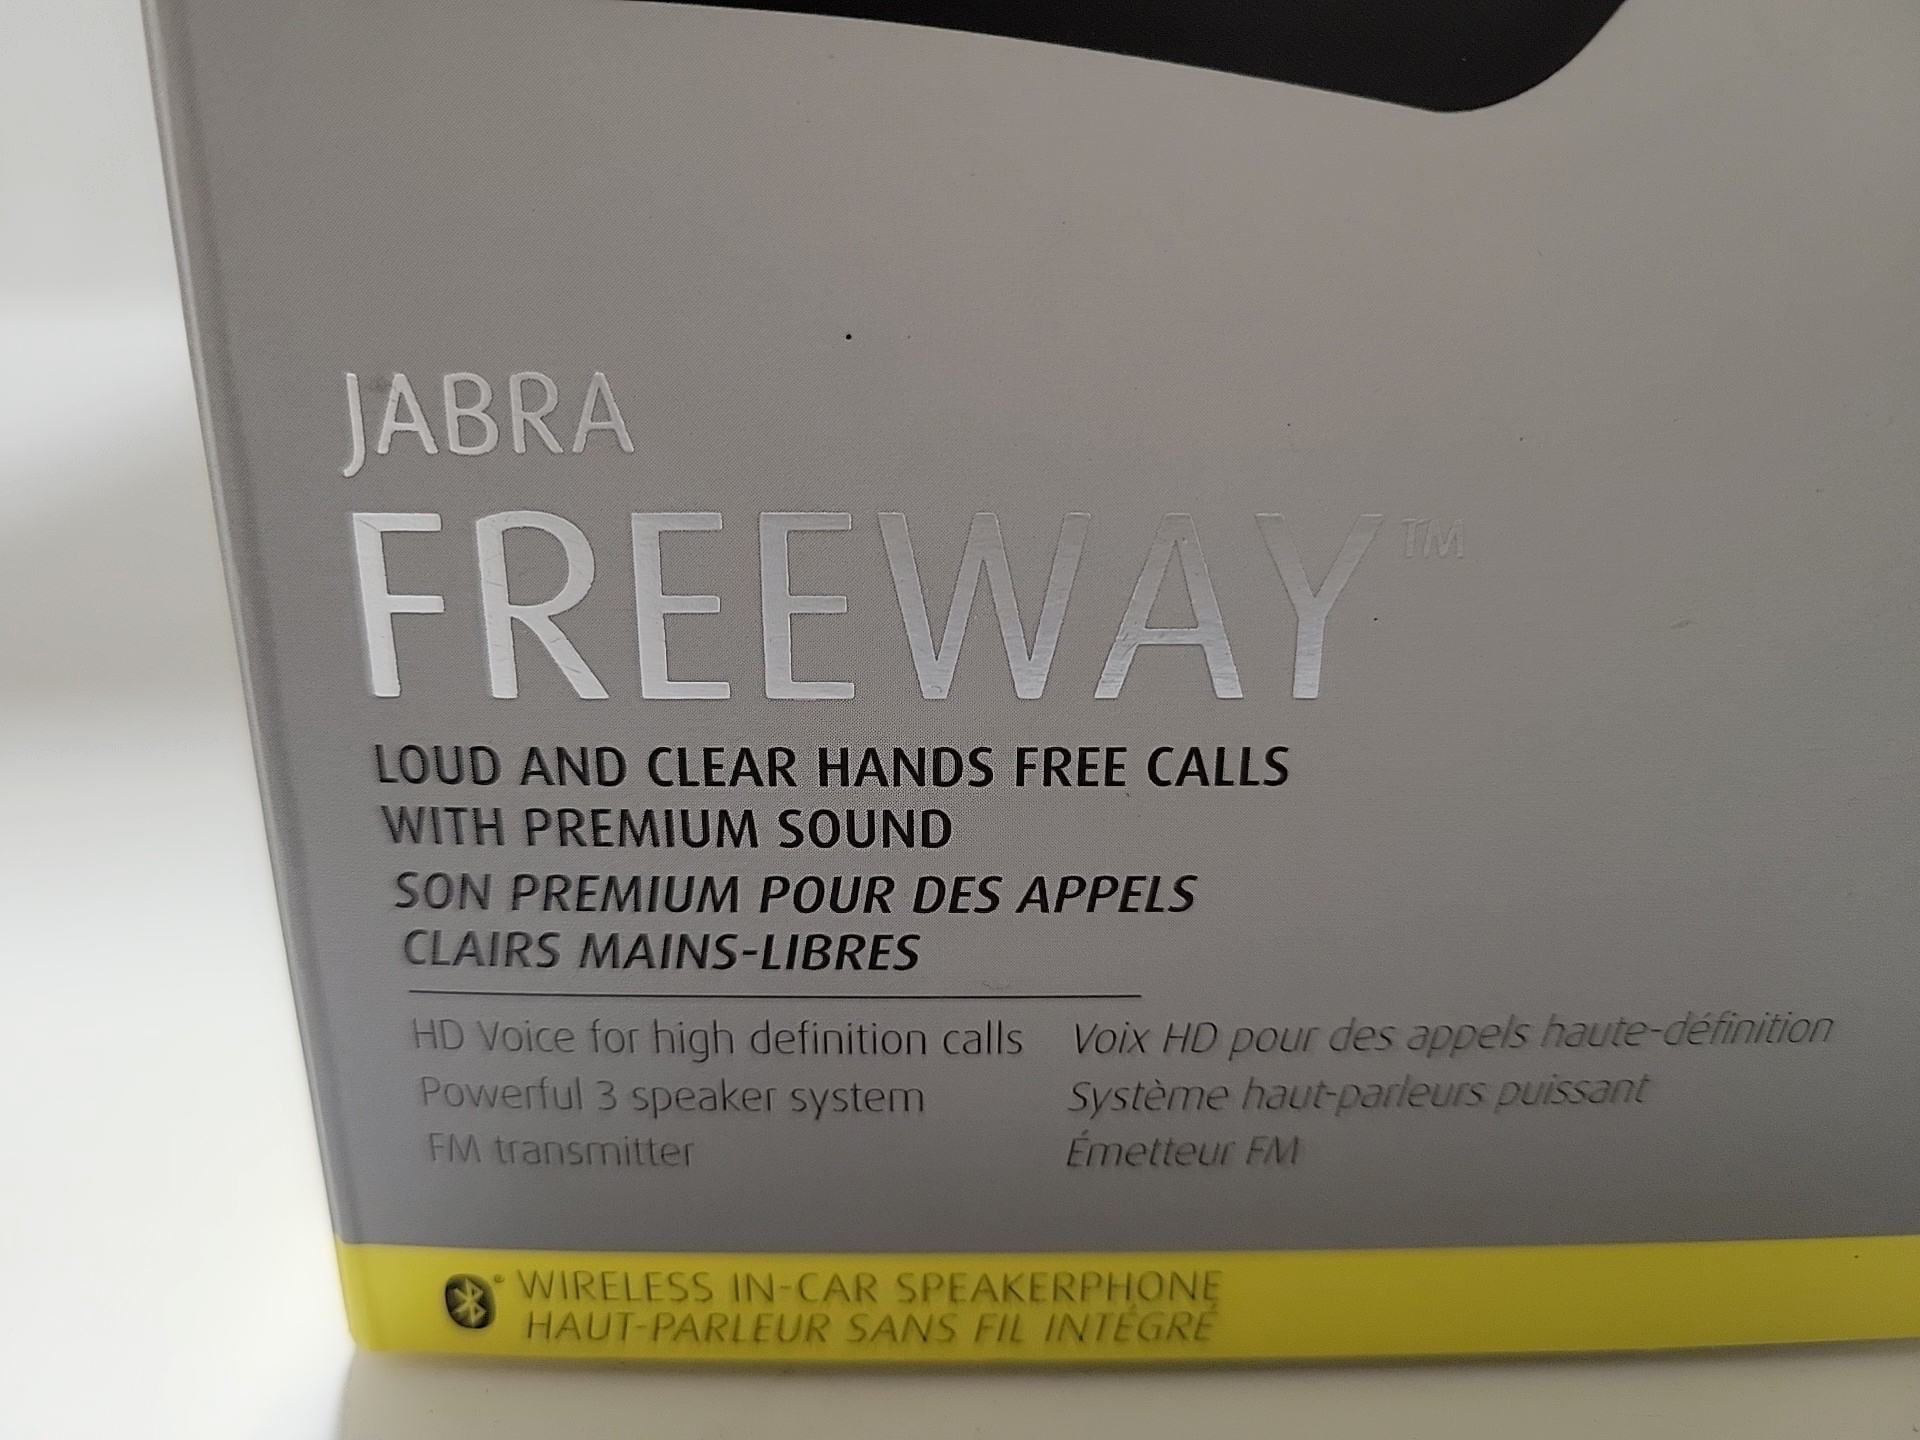 JABRA
FREEWAY™
LOUD AND CLEAR HANDS FREE CALLS
WITH PREMIUM SOUND
SON PREMIUM POUR DES APPELS
CLAIRS MAINS-LIBRES
HD Voice for high definition calls
Powerful 3 speaker system
FM transmitter
Voix HD pour des appels haute-définition
Système haut-parleurs puissant
Émetteur FM
® WIRELESS IN-CAR SPEAKERPHONE
HAUT-PARLEUR SANS FIL INTÉGRÉ